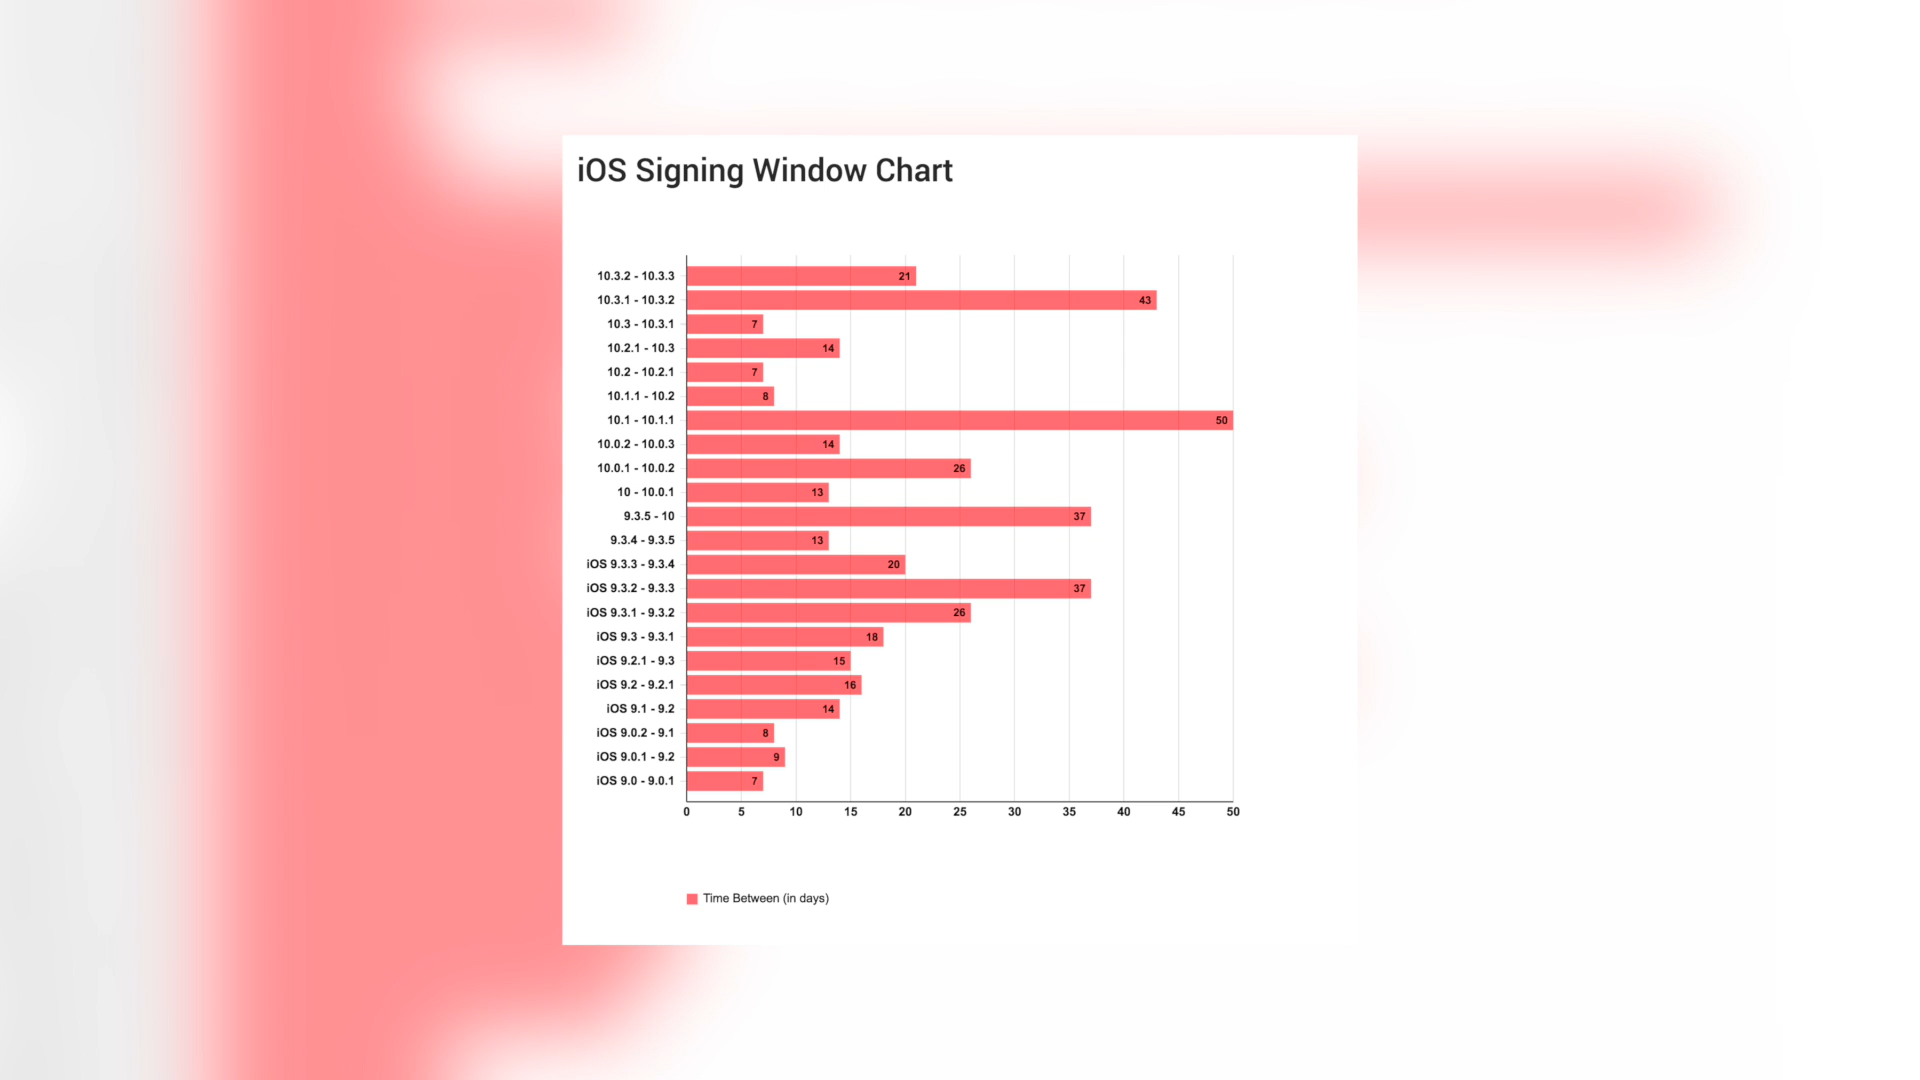 iOS Signing Window Chart
10.3.2 - 10.3.3 21
10.3.1 - 10.3.2 43
10.3 - 10.3.1 7
10.2.1 - 10.3 14
10.2 - 10.2.1 7
10.1.1 - 10.2 8
10.1 - 10.1.1 50
10.0.2 - 10.0.3 14
10.0.1 - 10.0.2 26
10 - 10.0.1 13
9.3.5 - 10 37
9.3.4 - 9.3.5 13
iOS 9.3.3 - 9.3.4 20
iOS 9.3.2 - 9.3.3 37
iOS 9.3.1 - 9.3.2 26
iOS 9.3 - 9.3.1 18
iOS 9.2.1 - 9.3 15
iOS 9.2 - 9.2.1 16
iOS 9.1 - 9.2 14
iOS 9.0.2 - 9.1 8
iOS 9.0.1 - 9.2 9
iOS 9.0 - 9.0.1 7
0 5 10 15 20 25 30 35 40 45 50
Time Between (in days)